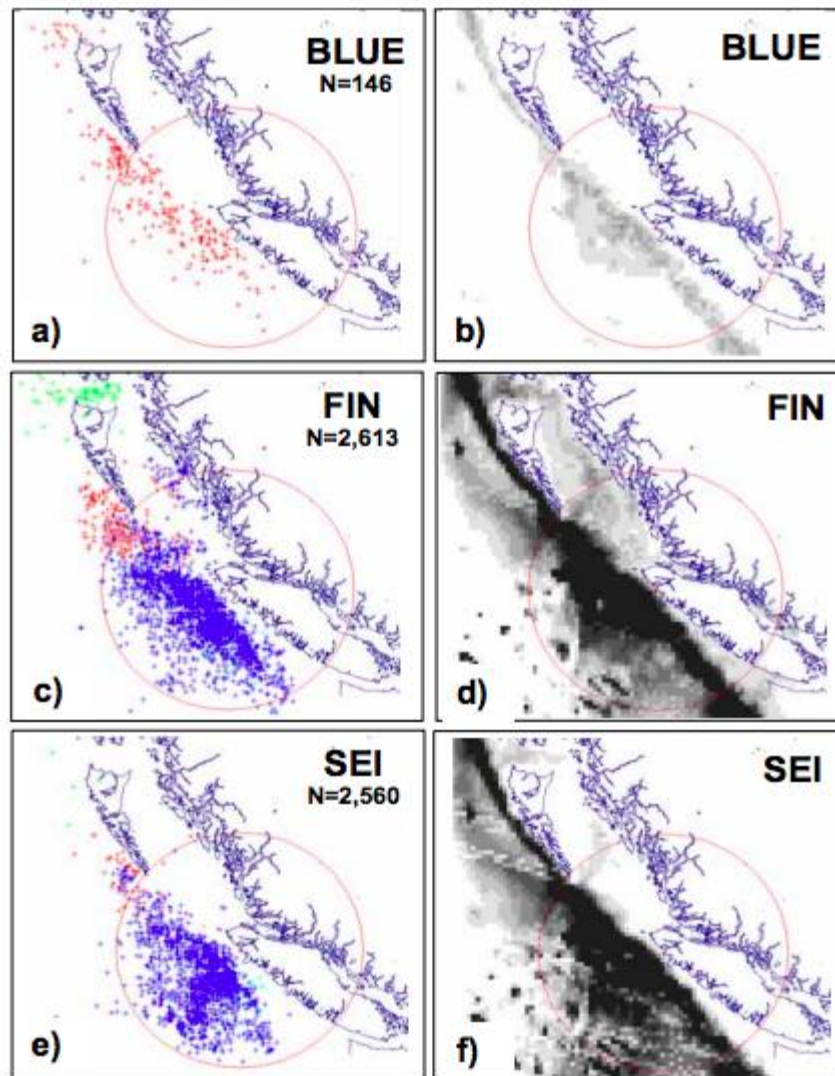 BLUE
N=146
a)
BLUE
b)
FIN
N=2,613
c)
FIN
d)
SEI
N=2,560
e)
SEI
f)